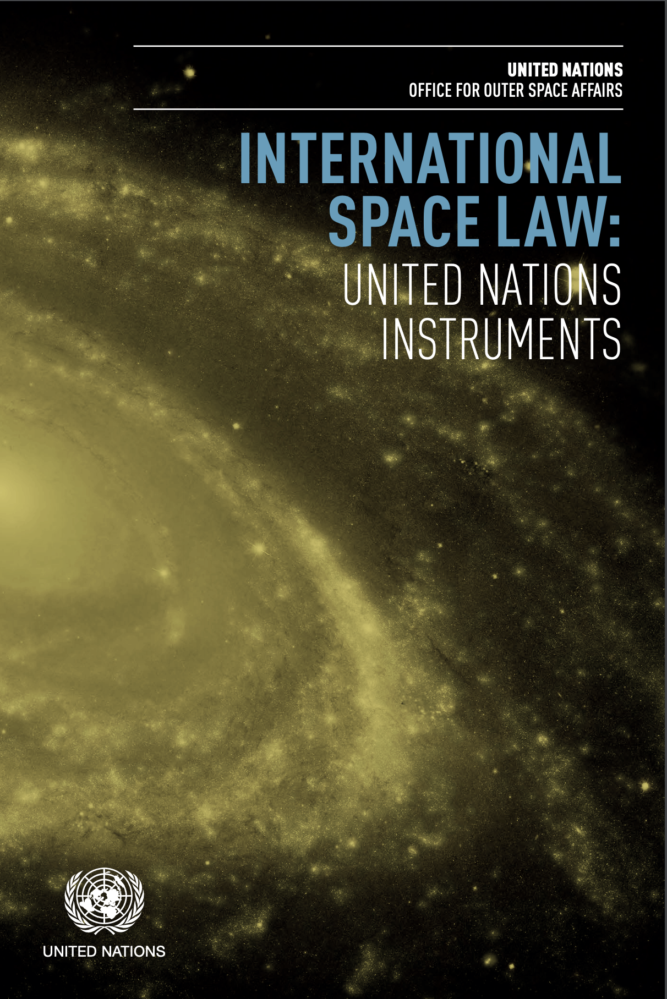 UNITED NATIONS
OFFICE FOR OUTER SPACE AFFAIRS
INTERNATIONAL
SPACE LAW:
UNITED NATIONS
INSTRUMENTS
UNITED NATIONS